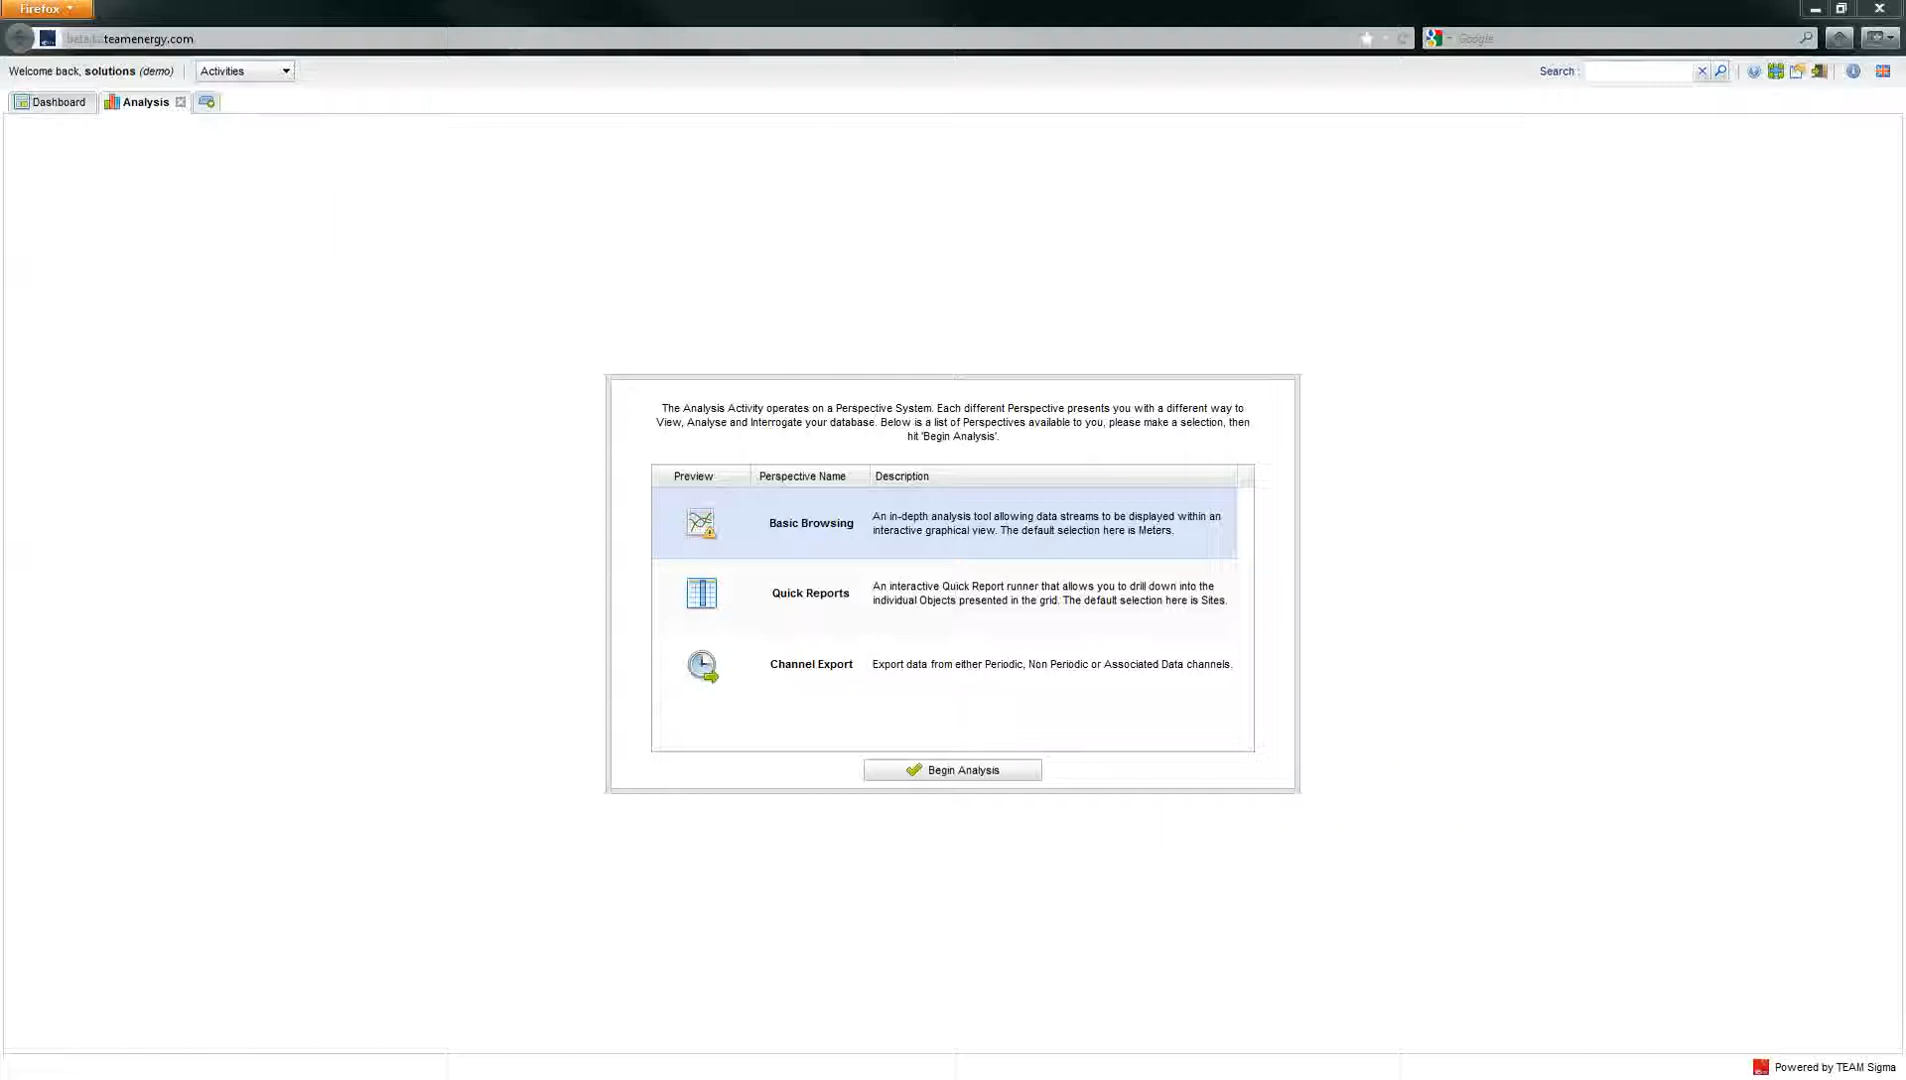 Firefox
teamenergy.com
Google
Welcome back, solutions (demo)
Activities
Search :
Dashboard
Analysis
The Analysis Activity operates on a Perspective System. Each different Perspective presents you with a different way to
View, Analyse and Interrogate your database. Below is a list of Perspectives available to you, please make a selection, then
hit 'Begin Analysis'.
Preview Perspective Name Description
Basic Browsing
An in-depth analysis tool allowing data streams to be displayed within an
interactive graphical view. The default selection here is Meters.
Quick Reports
An interactive Quick Report runner that allows you to drill down into the
individual Objects presented in the grid. The default selection here is Sites.
Channel Export
Export data from either Periodic, Non Periodic or Associated Data channels.
Begin Analysis
Powered by TEAM Sigma